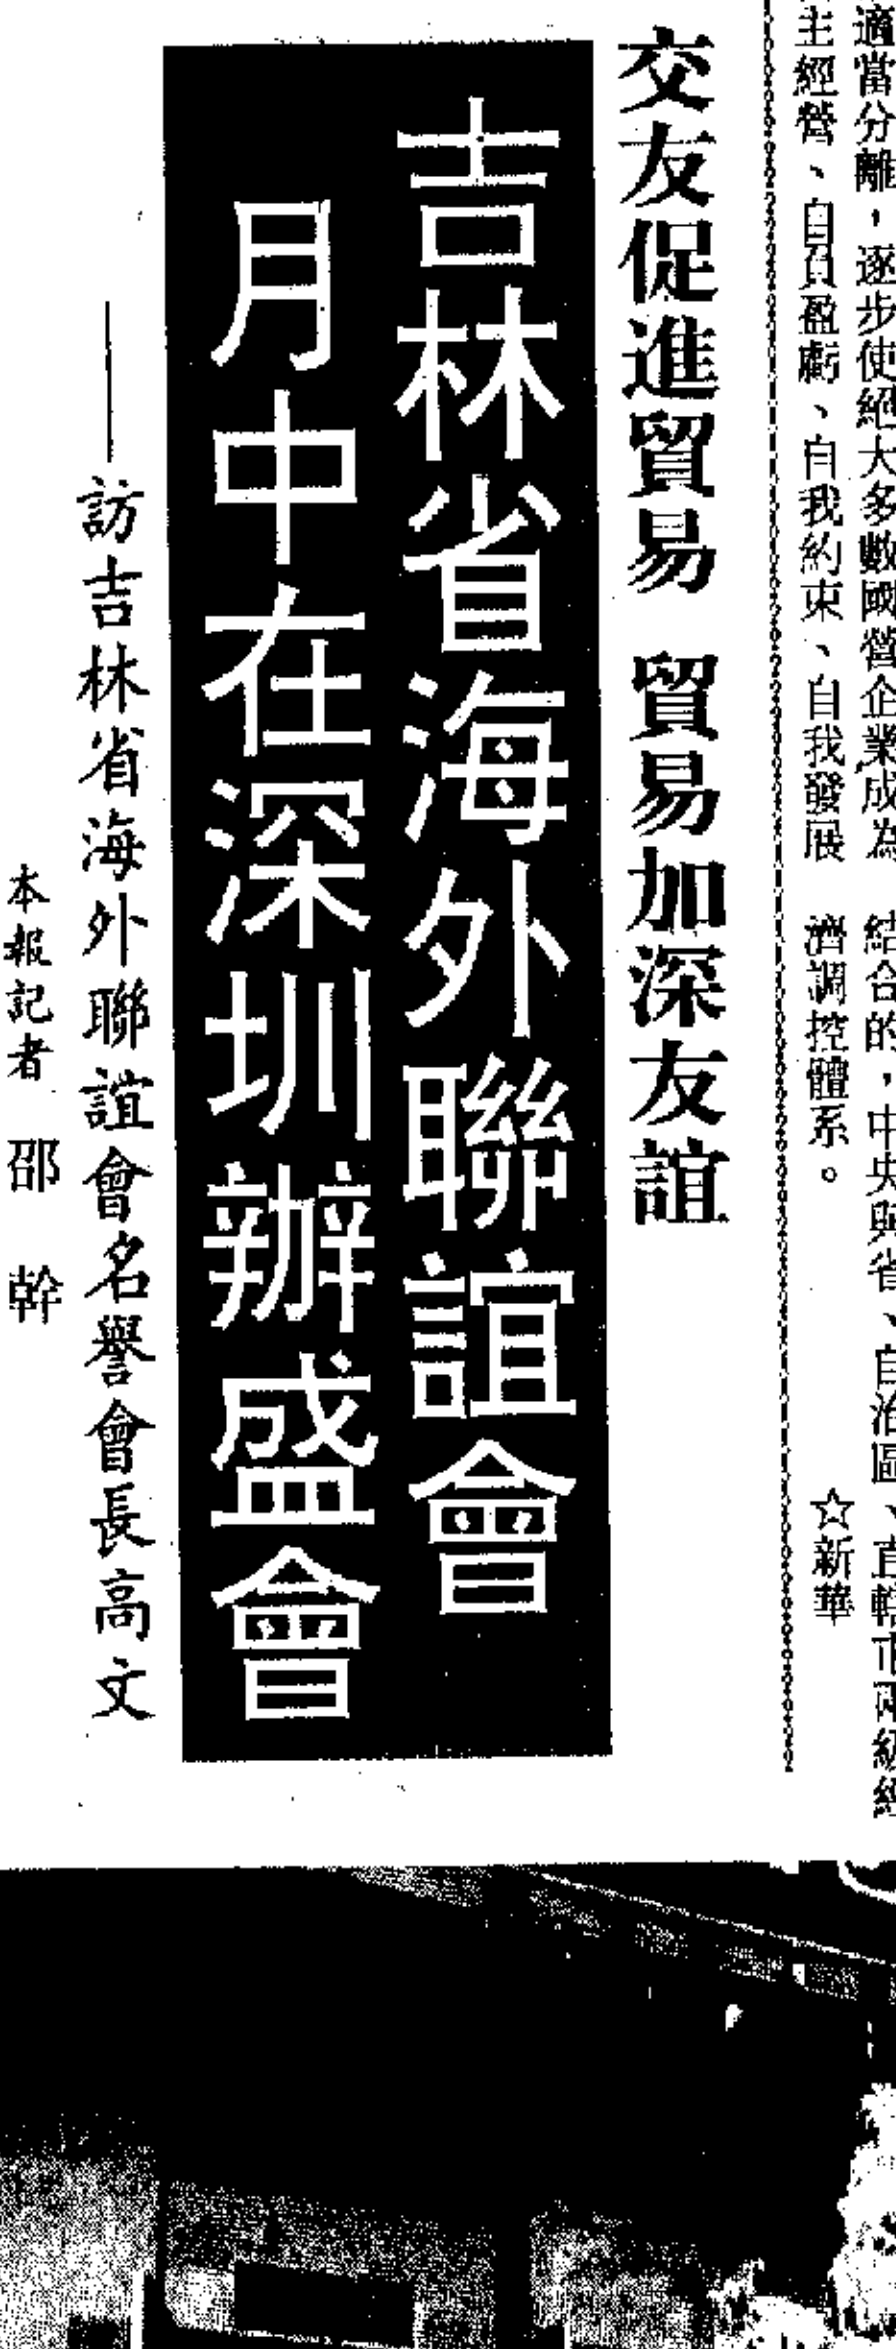 適當分離，逐步使絕大多數國營企業成為
主經營、自負盈虧、自我約束、自我發展
結合的，中央與省、自治區、直轄市兩級經
濟調控體系。
☆新華
交友促進貿易 貿易加深友誼
吉林省海外聯誼會
月中在深圳辦盛會
——訪吉林省海外聯誼會名譽會長高文
本報記者 邵 幹